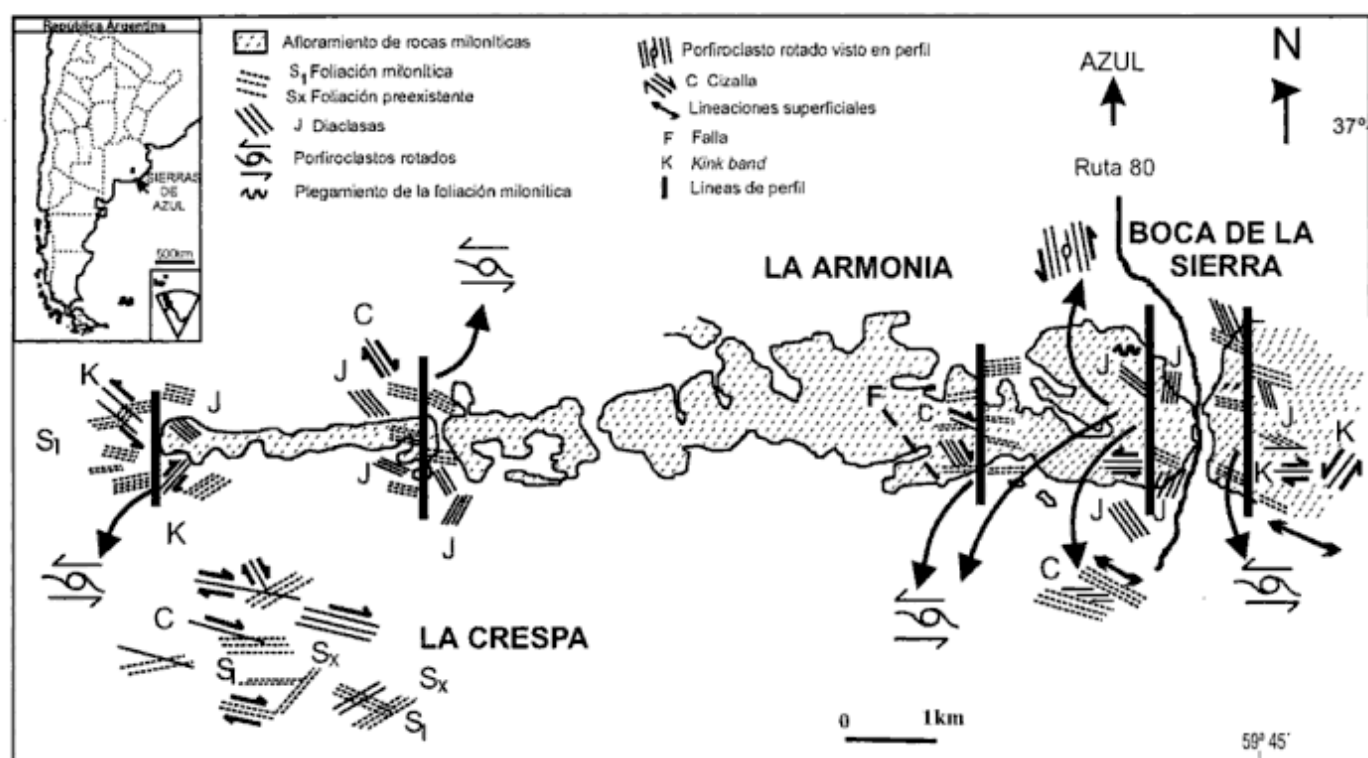 República Argentina
SIERRAS
DE
AZUL
500km
Afloramiento de rocas miloníticas
S₁ Foliación milonítica
Sx Foliación preexistente
J Diaclasas
Porfiroclastos rotados
Plegamiento de la foliación milonítica
Porfiroclasto rotado visto en perfil
C Cizalla
Lineaciones superficiales
F Falla
K Kink band
Líneas de perfil
AZUL
N
37º
Ruta 80
BOCA DE LA
SIERRA
LA ARMONIA
C
J
K
J
S₁
J
K
J
F
C
J
J
J
K
K
J
J
C
LA CRESPA
C
S₁
Sx
Sx
S₁
0 1km
59º 45´